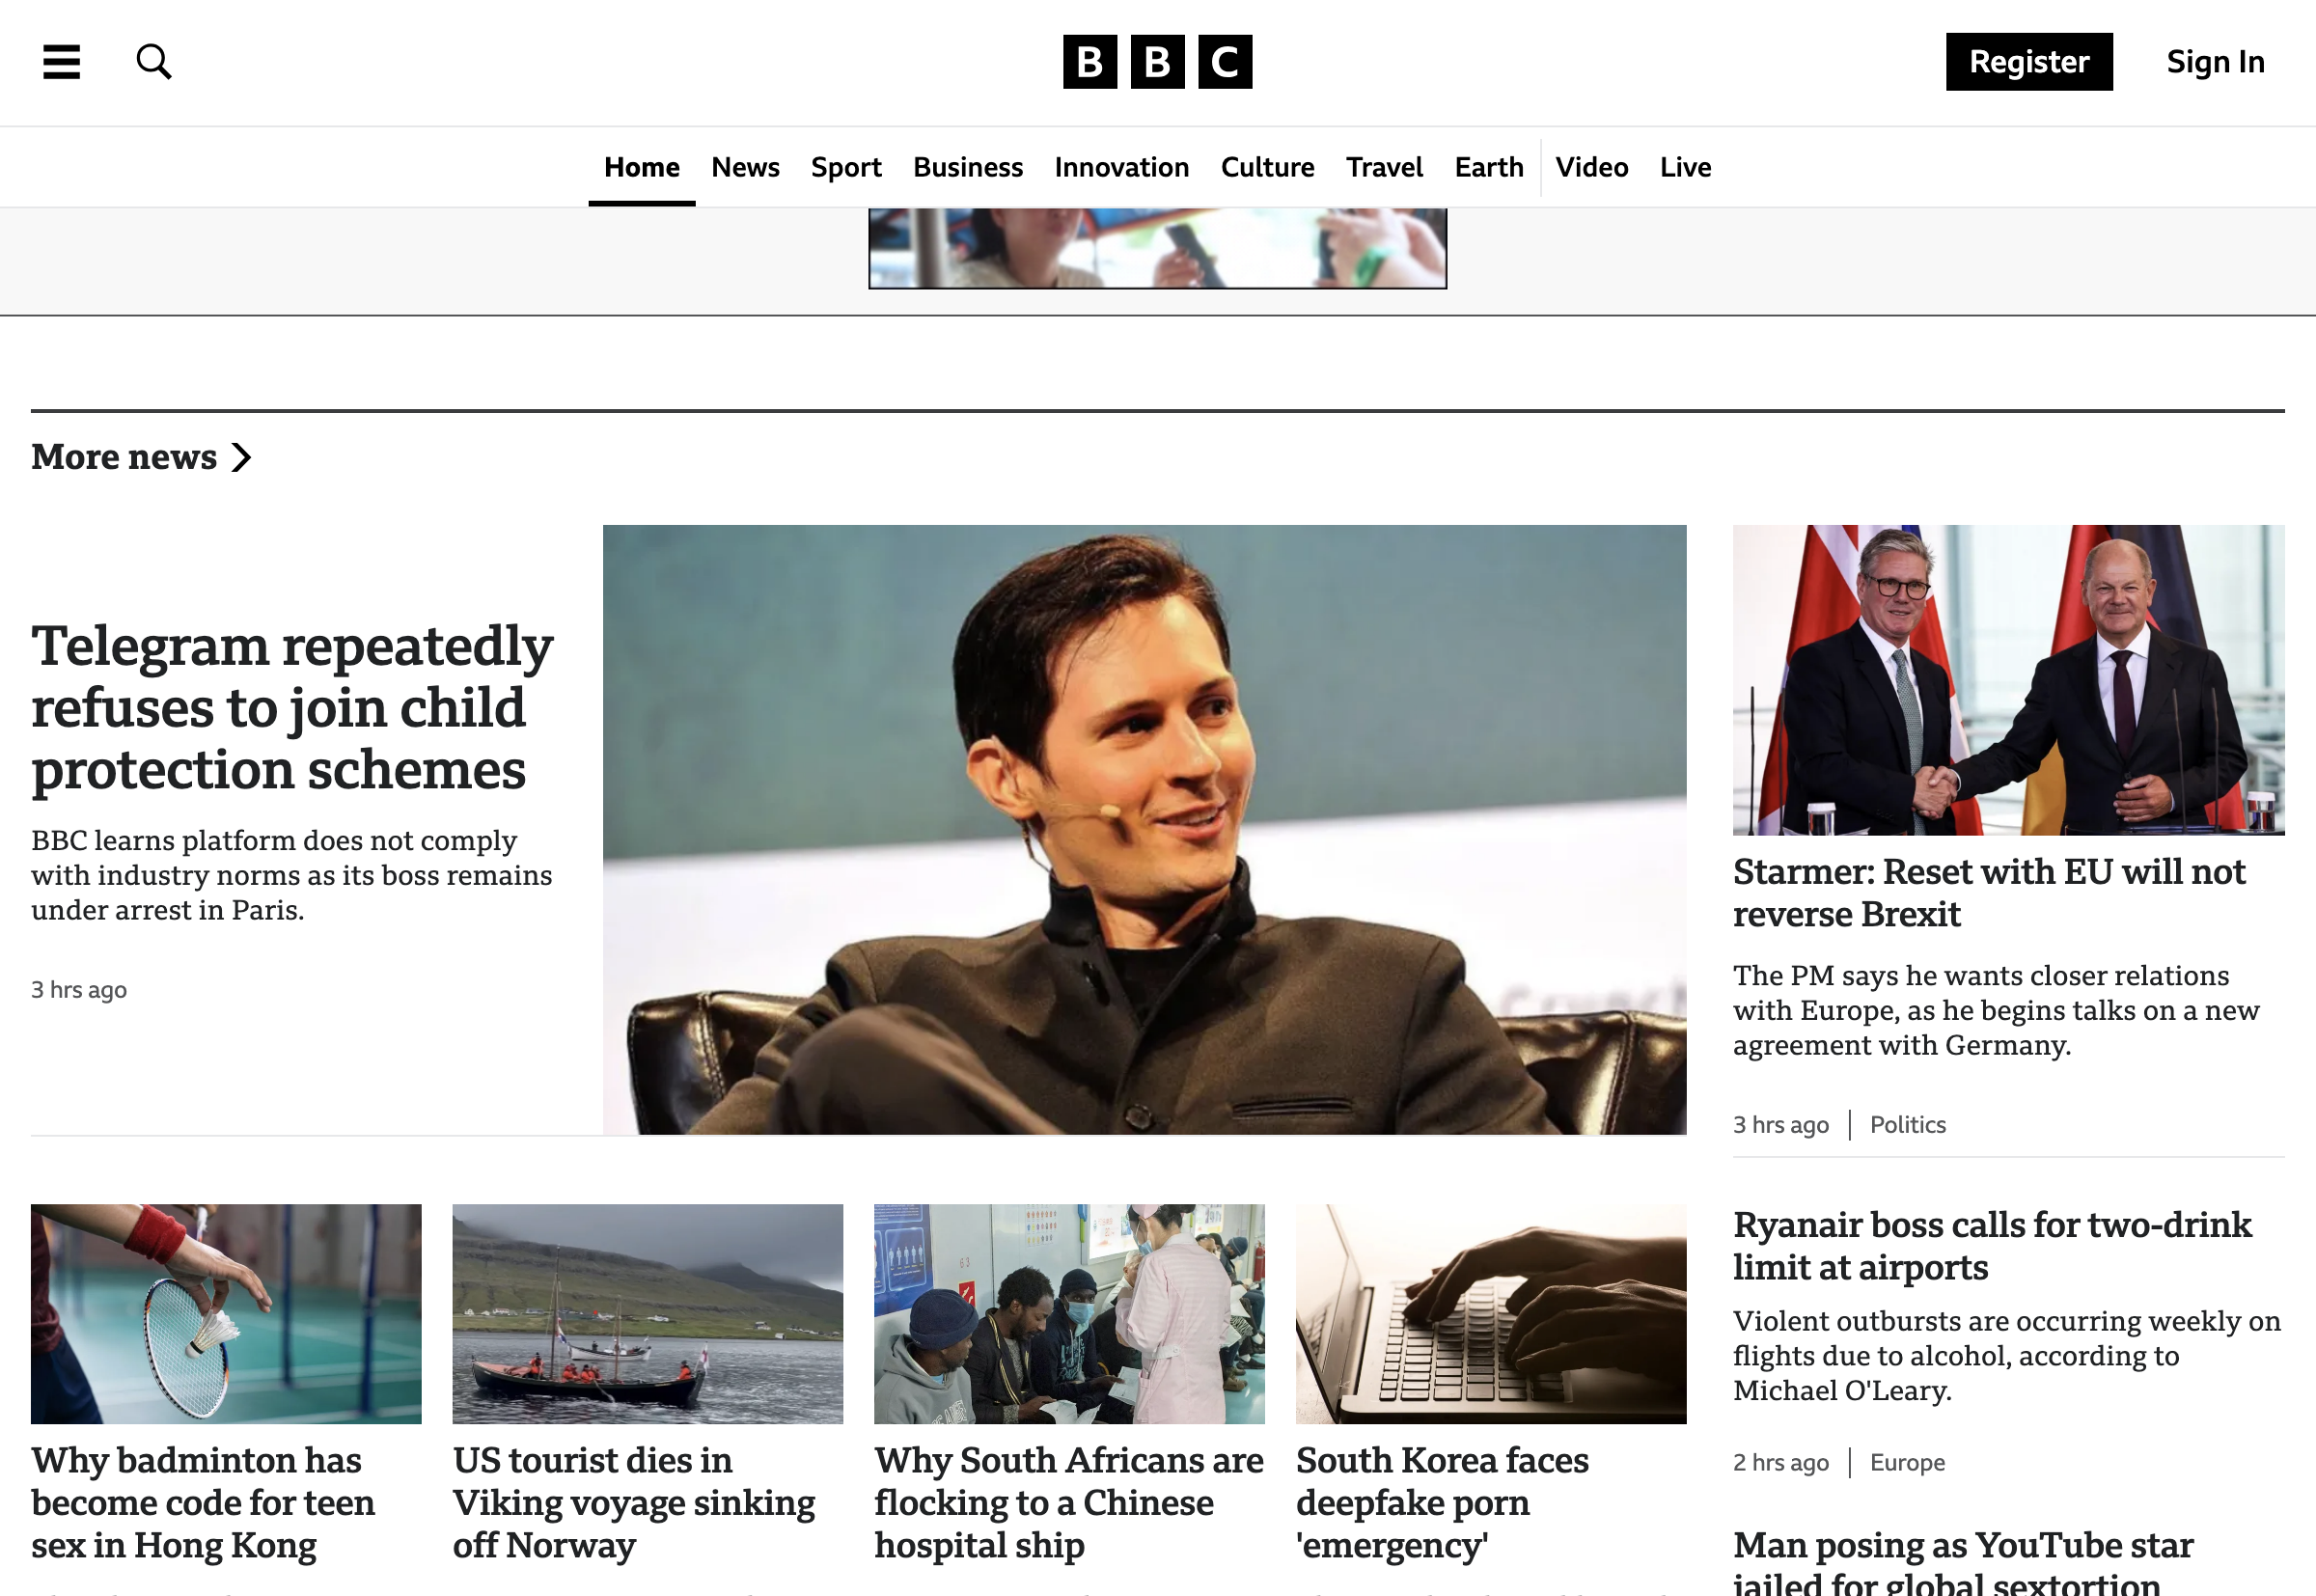 BBC
Register
Sign In
Home
News
Sport
Business
Innovation
Culture
Travel
Earth
Video
Live
More news
Telegram repeatedly
refuses to join child
protection schemes
BBC learns platform does not comply
with industry norms as its boss remains
under arrest in Paris.
3 hrs ago
Starmer: Reset with EU will not
reverse Brexit
The PM says he wants closer relations
with Europe, as he begins talks on a new
agreement with Germany.
3 hrs ago
Politics
Ryanair boss calls for two-drink
limit at airports
Violent outbursts are occurring weekly on
flights due to alcohol, according to
Michael O'Leary.
2 hrs ago
Europe
Man posing as YouTube star
jailed for global sextortion
Why badminton has
become code for teen
sex in Hong Kong
US tourist dies in
Viking voyage sinking
off Norway
Why South Africans are
flocking to a Chinese
hospital ship
South Korea faces
deepfake porn
'emergency'